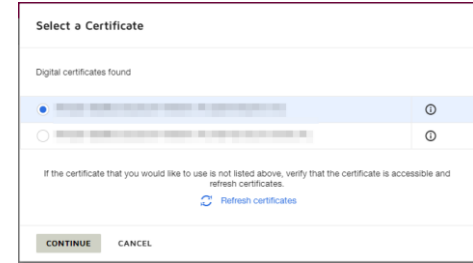 Select a Certificate
Digital certificates found
If the certificate that you would like to use is not listed above, verify that the certificate is accessible and
refresh certificates.
Refresh certificates
CONTINUE CANCEL